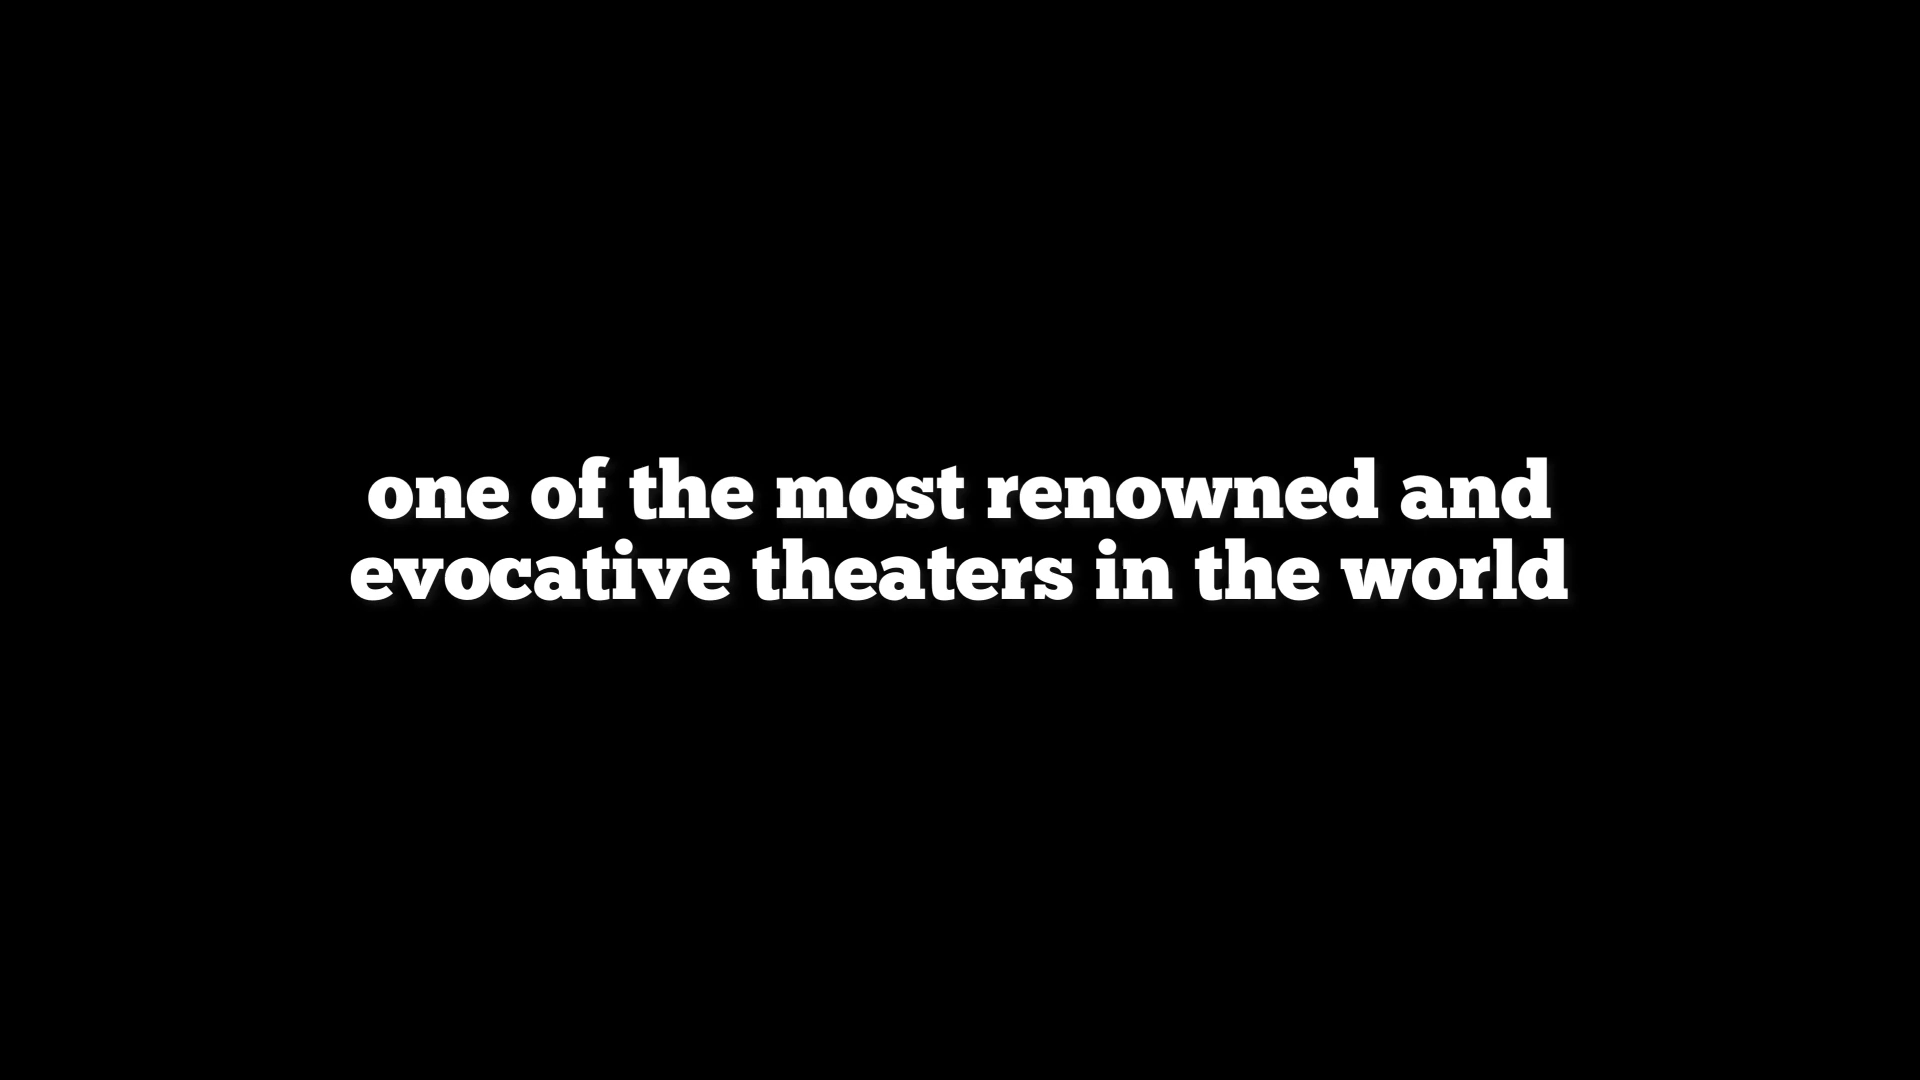 one of the most renowned and
evocative theaters in the world